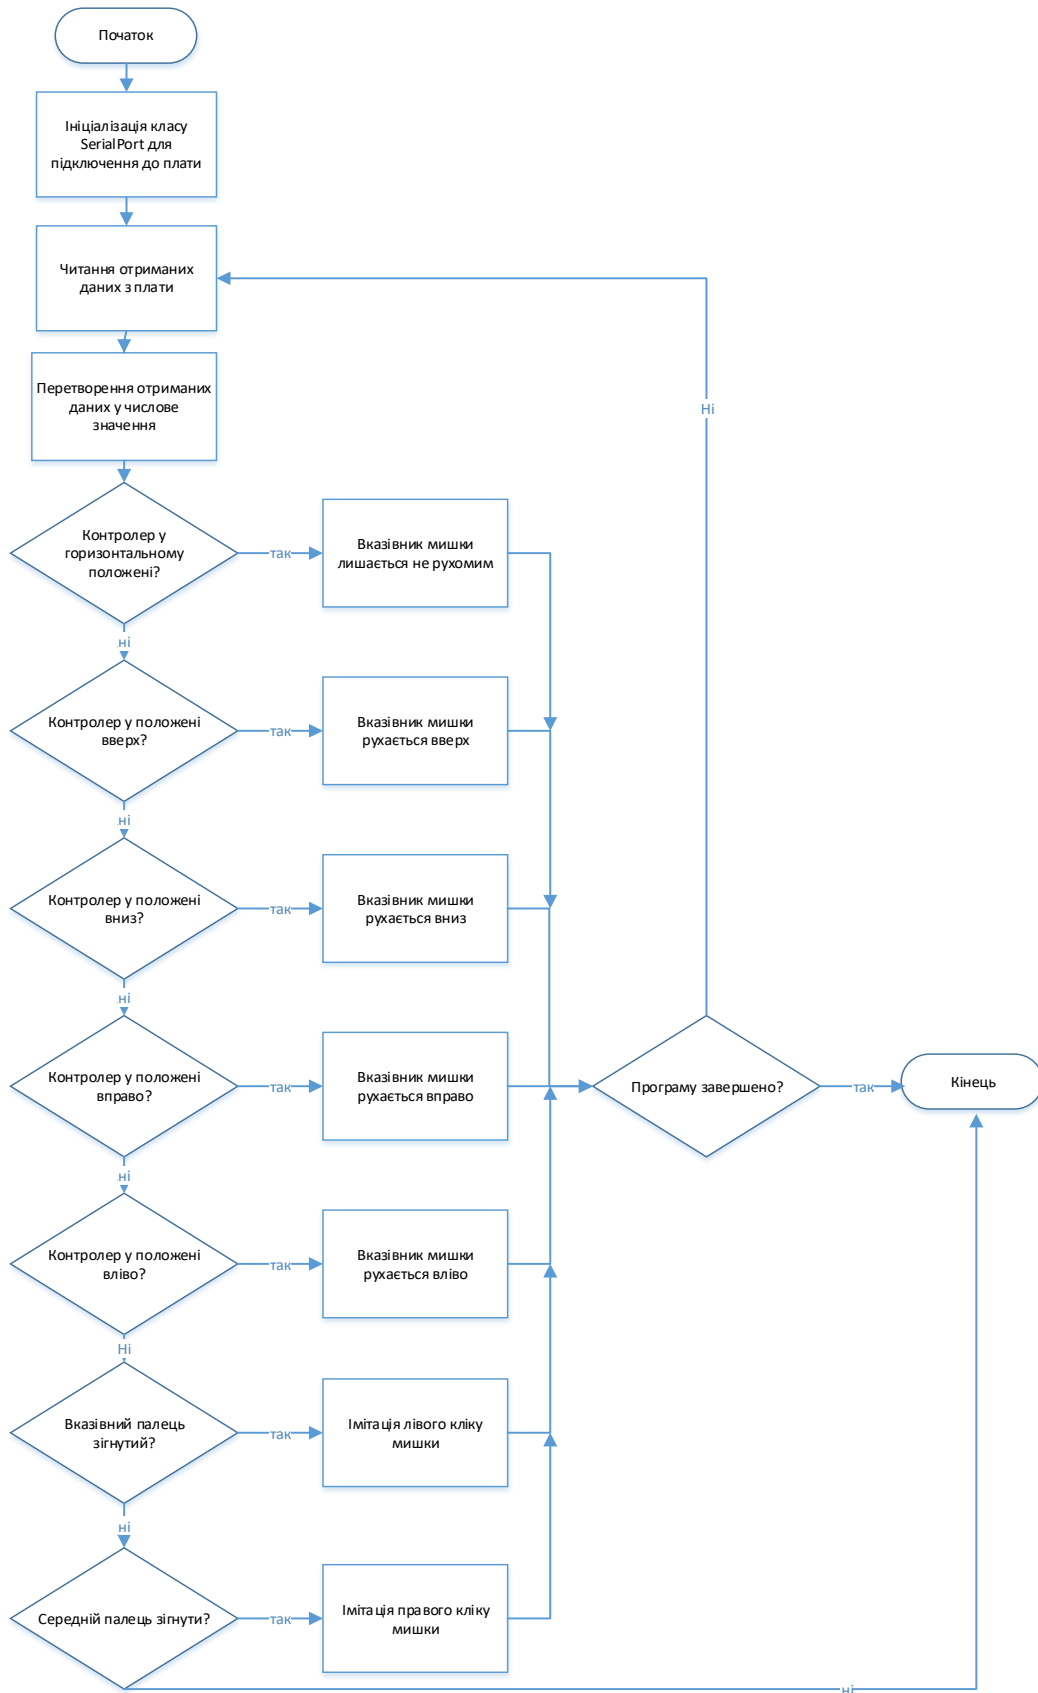 Початок
Ініціалізація класу
SerialPort для
підключення до плати
Читання отриманих
даних з плати
Перетворення отриманих
даних у числове
значення
Ні
Контролер у
горизонтальному
положені?
так
Вказівник мишки
лишається не рухомим
ні
Контролер у положені
вверх?
так
Вказівник мишки
рухається вверх
ні
Контролер у положені
вниз?
так
Вказівник мишки
рухається вниз
ні
Контролер у положені
вправо?
так
Вказівник мишки
рухається вправо
Програму завершено?
так
Кінець
ні
Контролер у положені
вліво?
так
Вказівник мишки
рухається вліво
Ні
Вказівний палець
зігнутий?
так
Імітація лівого кліку
мишки
ні
Середній палець зігнути?
так
Імітація правого кліку
мишки
ні